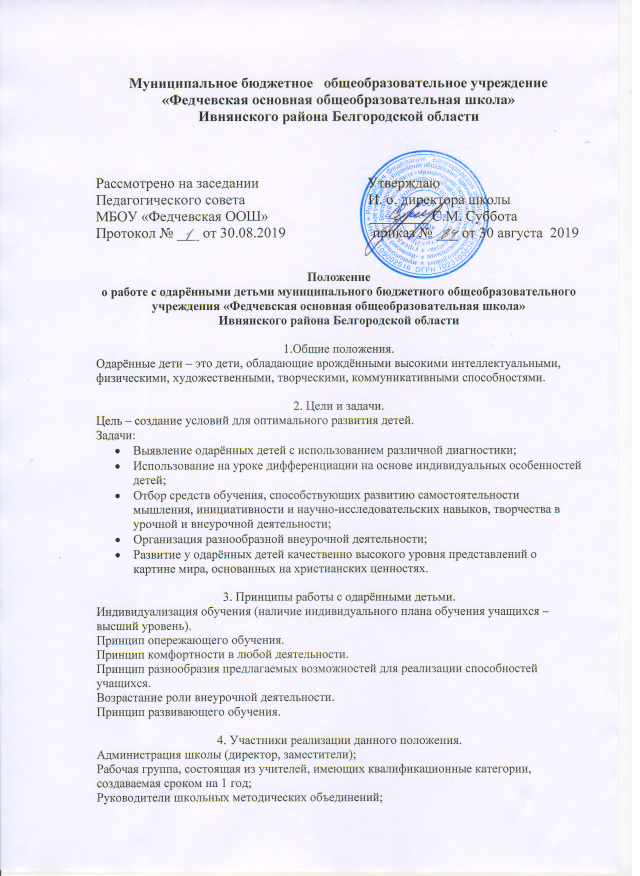 Муниципальное бюджетное общеобразовательное учреждение
«Федчевская основная общеобразовательная школа»
Ивнянского района Белгородской области
Рассмотрено на заседании Утверждаю
Педагогического совета И. о. директора школы
МБОУ «Федчевская ООШ» С.М. Суббота
Протокол № 1 от 30.08.2019 приказ № 84 от 30 августа 2019
Положение
о работе с одарёнными детьми муниципального бюджетного общеобразовательного
учреждения «Федчевская основная общеобразовательная школа»
Ивнянского района Белгородской области
1.Общие положения.
Одарённые дети – это дети, обладающие врождёнными высокими интеллектуальными,
физическими, художественными, творческими, коммуникативными способностями.
2. Цели и задачи.
Цель – создание условий для оптимального развития детей.
Задачи:
• Выявление одарённых детей с использованием различной диагностики;
• Использование на уроке дифференциации на основе индивидуальных особенностей
детей;
• Отбор средств обучения, способствующих развитию самостоятельности
мышления, инициативности и научно-исследовательских навыков, творчества в
урочной и внеурочной деятельности;
• Организация разнообразной внеурочной деятельности;
• Развитие у одарённых детей качественно высокого уровня представлений о
картине мира, основанных на христианских ценностях.
3. Принципы работы с одарёнными детьми.
Индивидуализация обучения (наличие индивидуального плана обучения учащихся –
высший уровень).
Принцип опережающего обучения.
Принцип комфортности в любой деятельности.
Принцип разнообразия предлагаемых возможностей для реализации способностей
учащихся.
Возрастание роли внеурочной деятельности.
Принцип развивающего обучения.
4. Участники реализации данного положения.
Администрация школы (директор, заместители);
Рабочая группа, состоящая из учителей, имеющих квалификационные категории,
создаваемая сроком на 1 год;
Руководители школьных методических объединений;